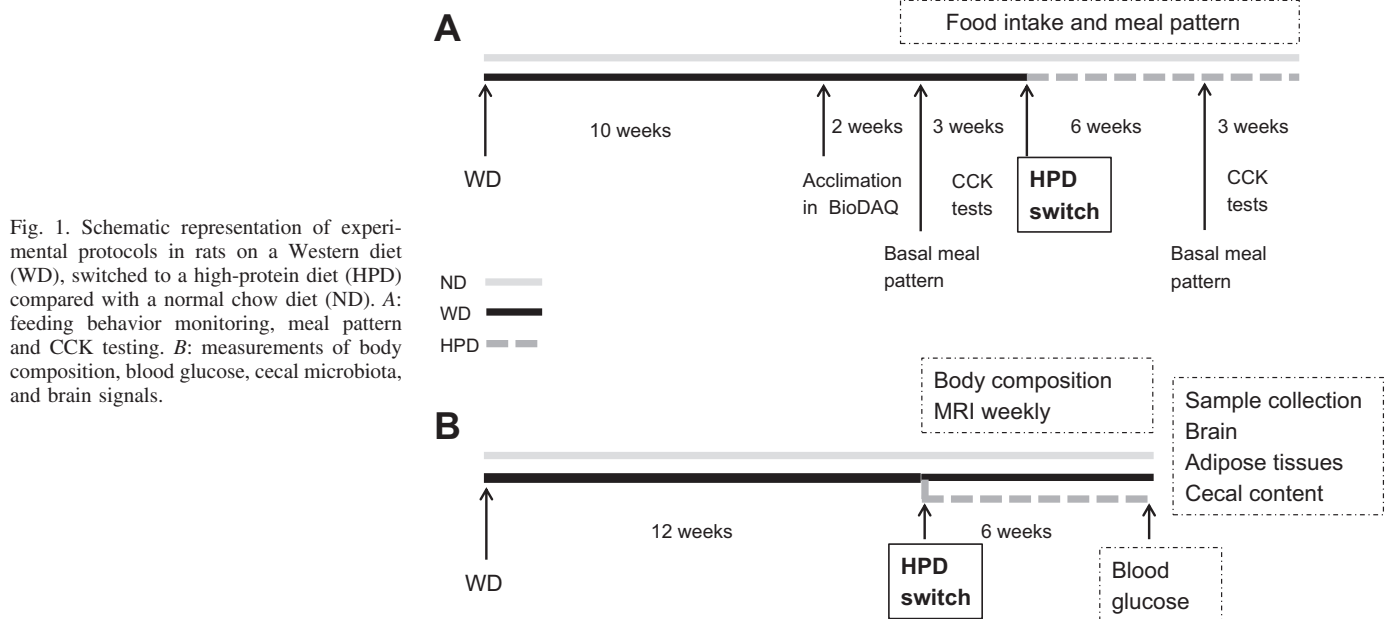 Fig. 1. Schematic representation of experi-
mental protocols in rats on a Western diet
(WD), switched to a high-protein diet (HPD)
compared with a normal chow diet (ND). A:
feeding behavior monitoring, meal pattern
and CCK testing. B: measurements of body
composition, blood glucose, cecal microbiota,
and brain signals.
A
Food intake and meal pattern
10 weeks
2 weeks
3 weeks
6 weeks
3 weeks
WD
Acclimation
in BioDAQ
CCK
tests
HPD
switch
CCK
tests
Basal meal
pattern
Basal meal
pattern
ND
WD
HPD
B
Body composition
MRI weekly
Sample collection
Brain
Adipose tissues
Cecal content
12 weeks
6 weeks
WD
HPD
switch
Blood
glucose